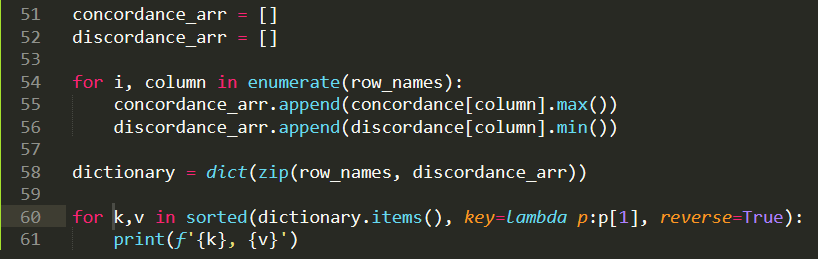 51 concordance_arr = []
52 discordance_arr = []
53
54 for i, column in enumerate(row_names):
55     concordance_arr.append(concordance[column].max())
56     discordance_arr.append(discordance[column].min())
57
58 dictionary = dict(zip(row_names, discordance_arr))
59
60 for k,v in sorted(dictionary.items(), key=lambda p:p[1], reverse=True):
61     print(f'{k}, {v}')